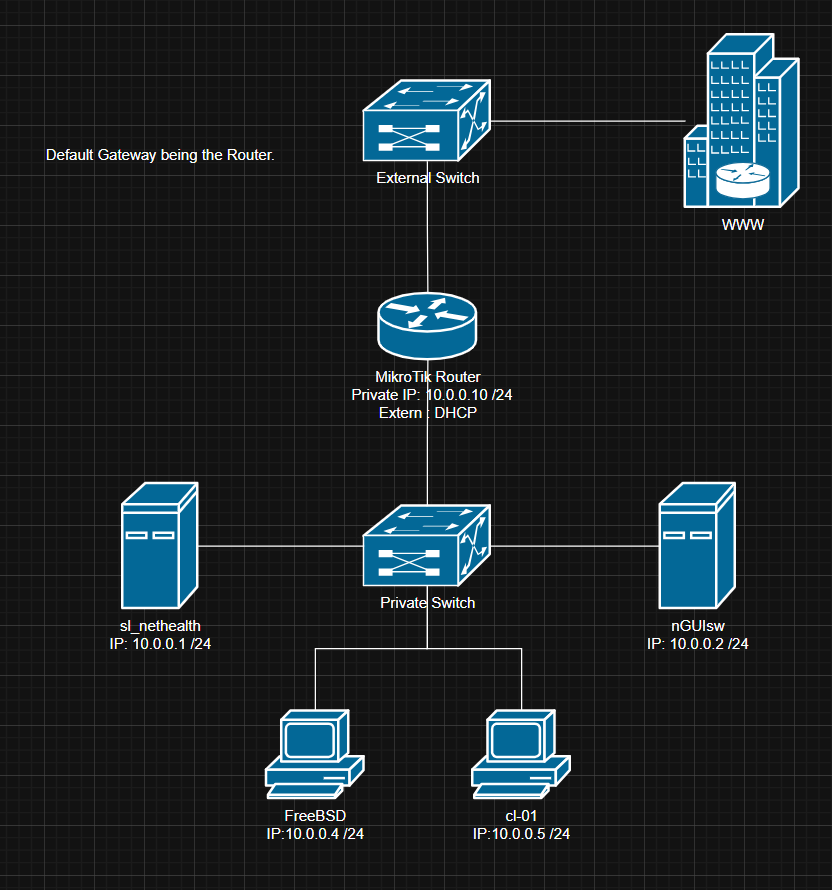 Default Gateway being the Router.
External Switch
WWW
MikroTik Router
Private IP: 10.0.0.10 /24
Extern : DHCP
sl_nethealth
IP: 10.0.0.1 /24
Private Switch
nGUIsw
IP: 10.0.0.2 /24
FreeBSD
IP:10.0.0.4 /24
cl-01
IP:10.0.0.5 /24